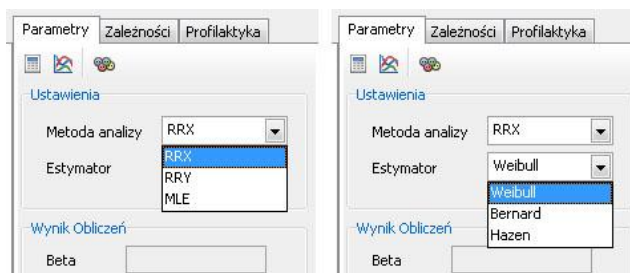 Parametry Zależności Profilaktyka
Ustawienia
Metoda analizy RRX
RRX
Estymator
RRY
MLE
Wynik Obliczeń
Beta
Parametry Zależności Profilaktyka
Ustawienia
Metoda analizy RRX
Estymator Weibull
Weibull
Bernard
Hazen
Wynik Obliczeń
Beta